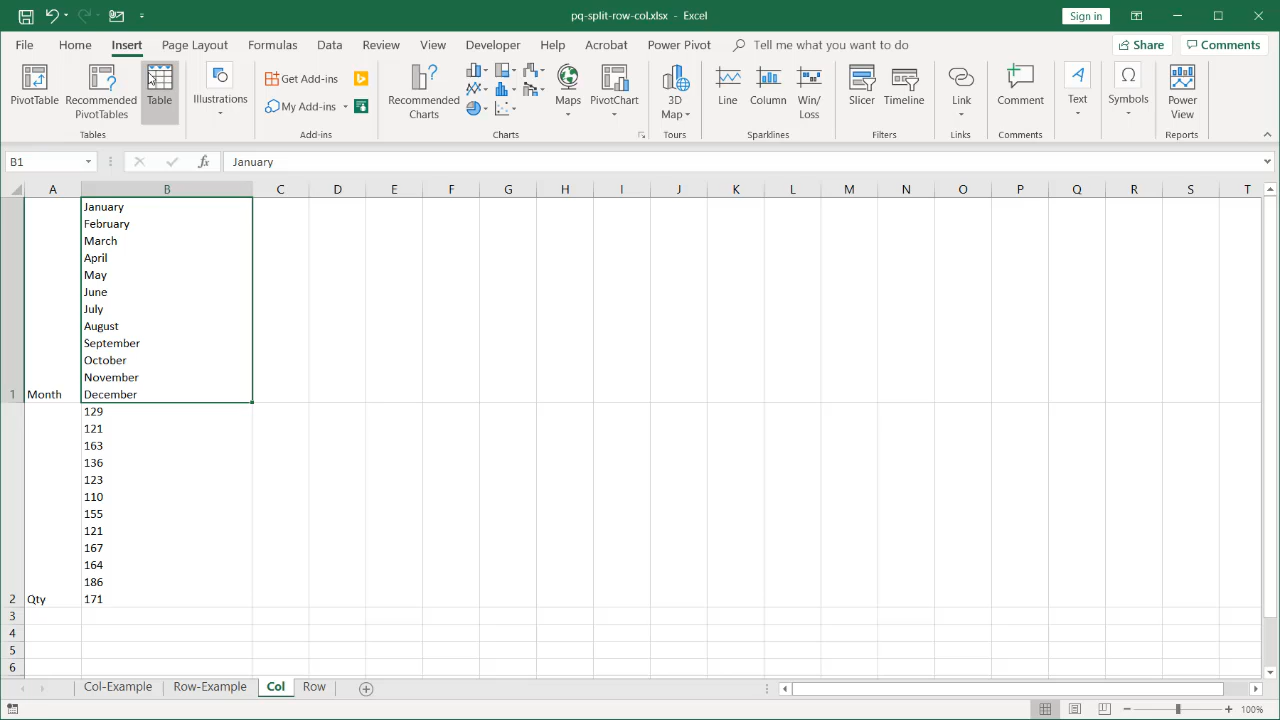 pq-split-row-col.xlsx - Excel
Sign in
File Home Insert Page Layout Formulas Data Review View Developer Help Acrobat Power Pivot Tell me what you want to do Share Comments
PivotTable
Recommended PivotTables
Table
Tables
Illustrations
Get Add-ins
My Add-ins
Add-ins
Recommended Charts
Maps
PivotChart
Charts
3D Map
Tours
Line
Column
Win/Loss
Sparklines
Slicer
Timeline
Filters
Link
Links
Comment
Comments
Text
Symbols
Power View
Reports
B1 fx January
A B C D E F G H I J K L M N O P Q R S T
January
February
March
April
May
June
July
August
September
October
November
1 Month December
129
121
163
136
123
110
155
121
167
164
186
2 Qty 171
3
4
5
6
Col-Example Row-Example Col Row
100%